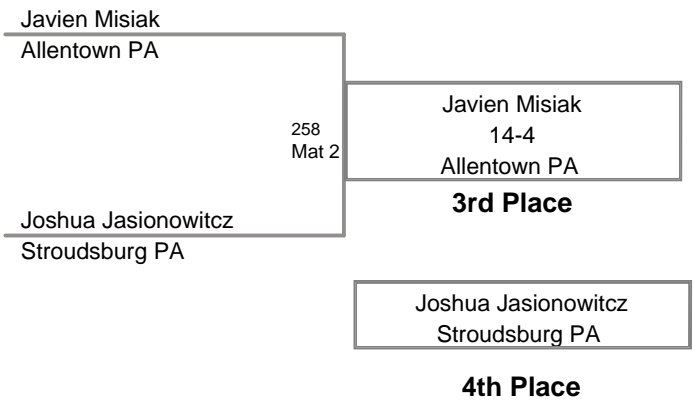 Javien Misiak
Allentown PA
258
Mat 2
Javien Misiak
14-4
Allentown PA
3rd Place
Joshua Jasionowitcz
Stroudsburg PA
Joshua Jasionowitcz
Stroudsburg PA
4th Place